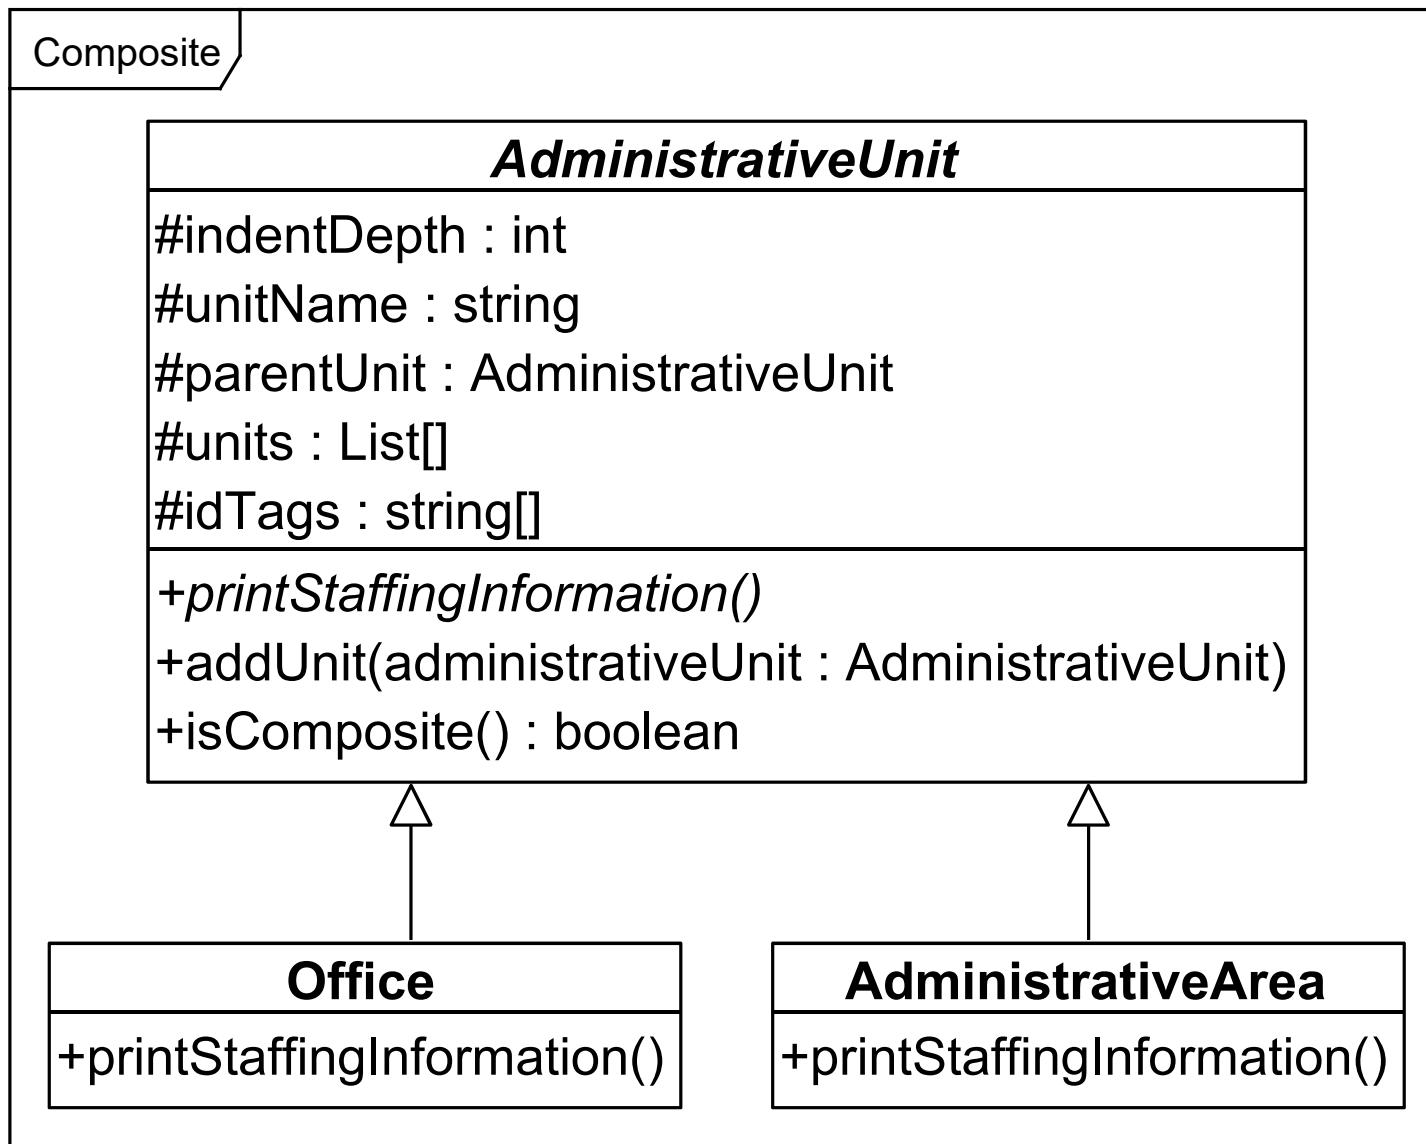 Composite
AdministrativeUnit
#indentDepth : int
#unitName : string
#parentUnit : AdministrativeUnit
#units : List[]
#idTags : string[]
+printStaffingInformation()
+addUnit(administrativeUnit : AdministrativeUnit)
+isComposite() : boolean
Office
+printStaffingInformation()
AdministrativeArea
+printStaffingInformation()